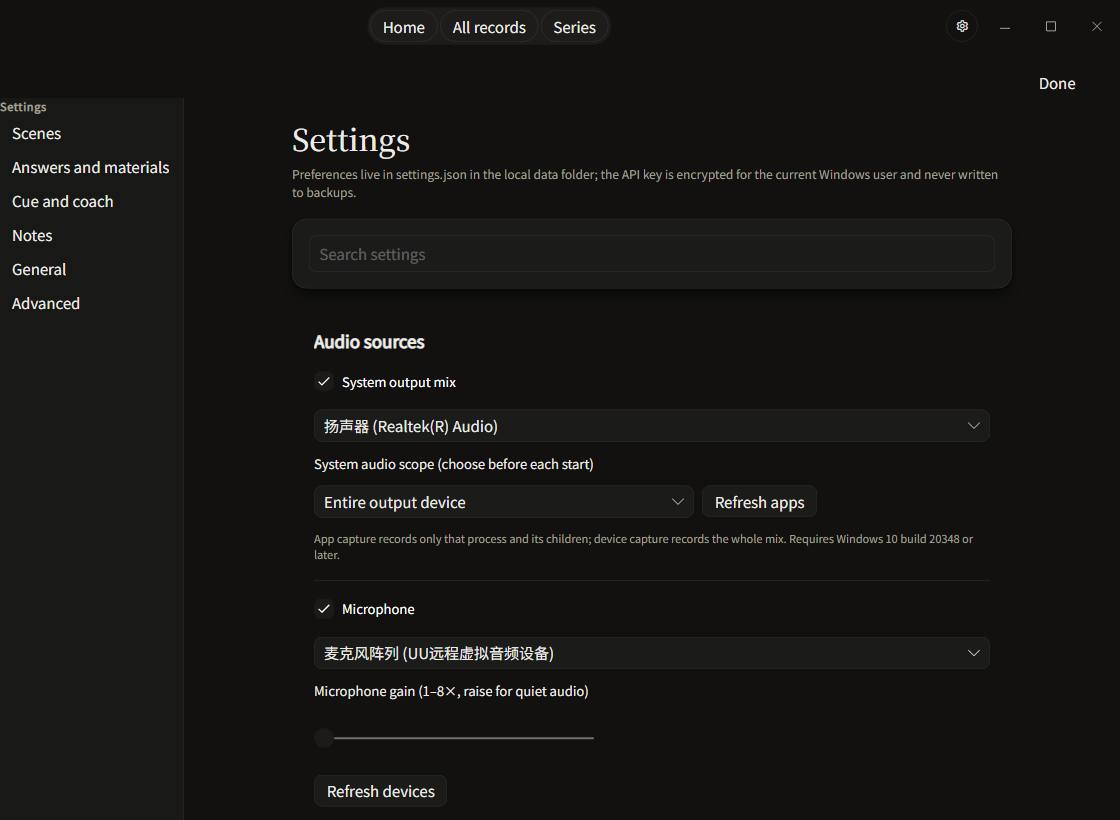 Home
All records
Series
Done
Settings
Scenes
Answers and materials
Cue and coach
Notes
General
Advanced
Settings
Preferences live in settings.json in the local data folder; the API key is encrypted for the current Windows user and never written
to backups.
Search settings
Audio sources
System output mix
扬声器 (Realtek(R) Audio)
System audio scope (choose before each start)
Entire output device
Refresh apps
App capture records only that process and its children; device capture records the whole mix. Requires Windows 10 build 20348 or
later.
Microphone
麦克风阵列 (UU远程虚拟音频设备)
Microphone gain (1–8×, raise for quiet audio)
Refresh devices